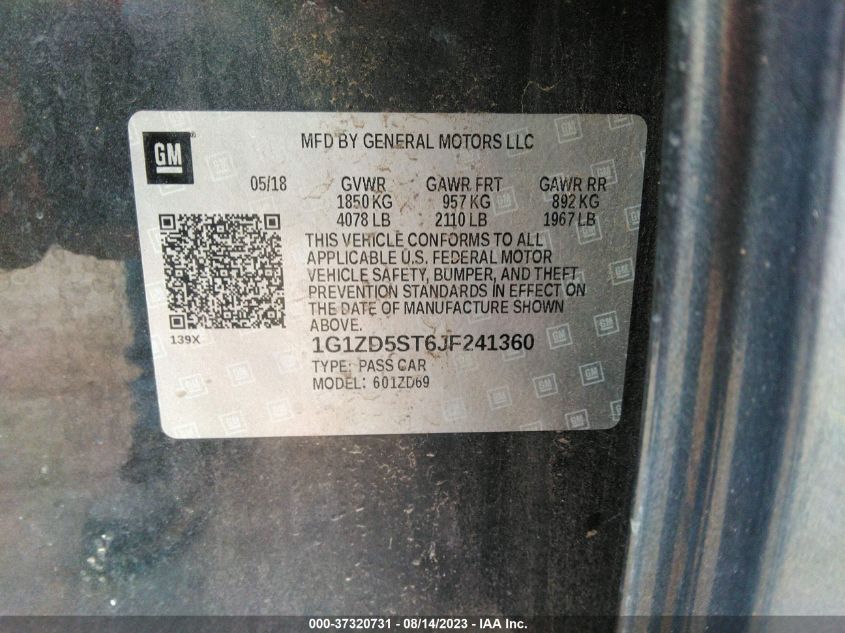 GM
MFD BY GENERAL MOTORS LLC
05/18 GVWR GAWR FRT GAWR RR
1850 KG 957 KG 892 KG
4078 LB 2110 LB 1967 LB
THIS VEHICLE CONFORMS TO ALL
APPLICABLE U.S. FEDERAL MOTOR
VEHICLE SAFETY, BUMPER, AND THEFT
PREVENTION STANDARDS IN EFFECT ON
THE DATE OF MANUFACTURE SHOWN
ABOVE.
139X
1G1ZD5ST6JF241360
TYPE: PASS CAR
MODEL: 601ZD69
000-37320731 - 08/14/2023 - IAA Inc.